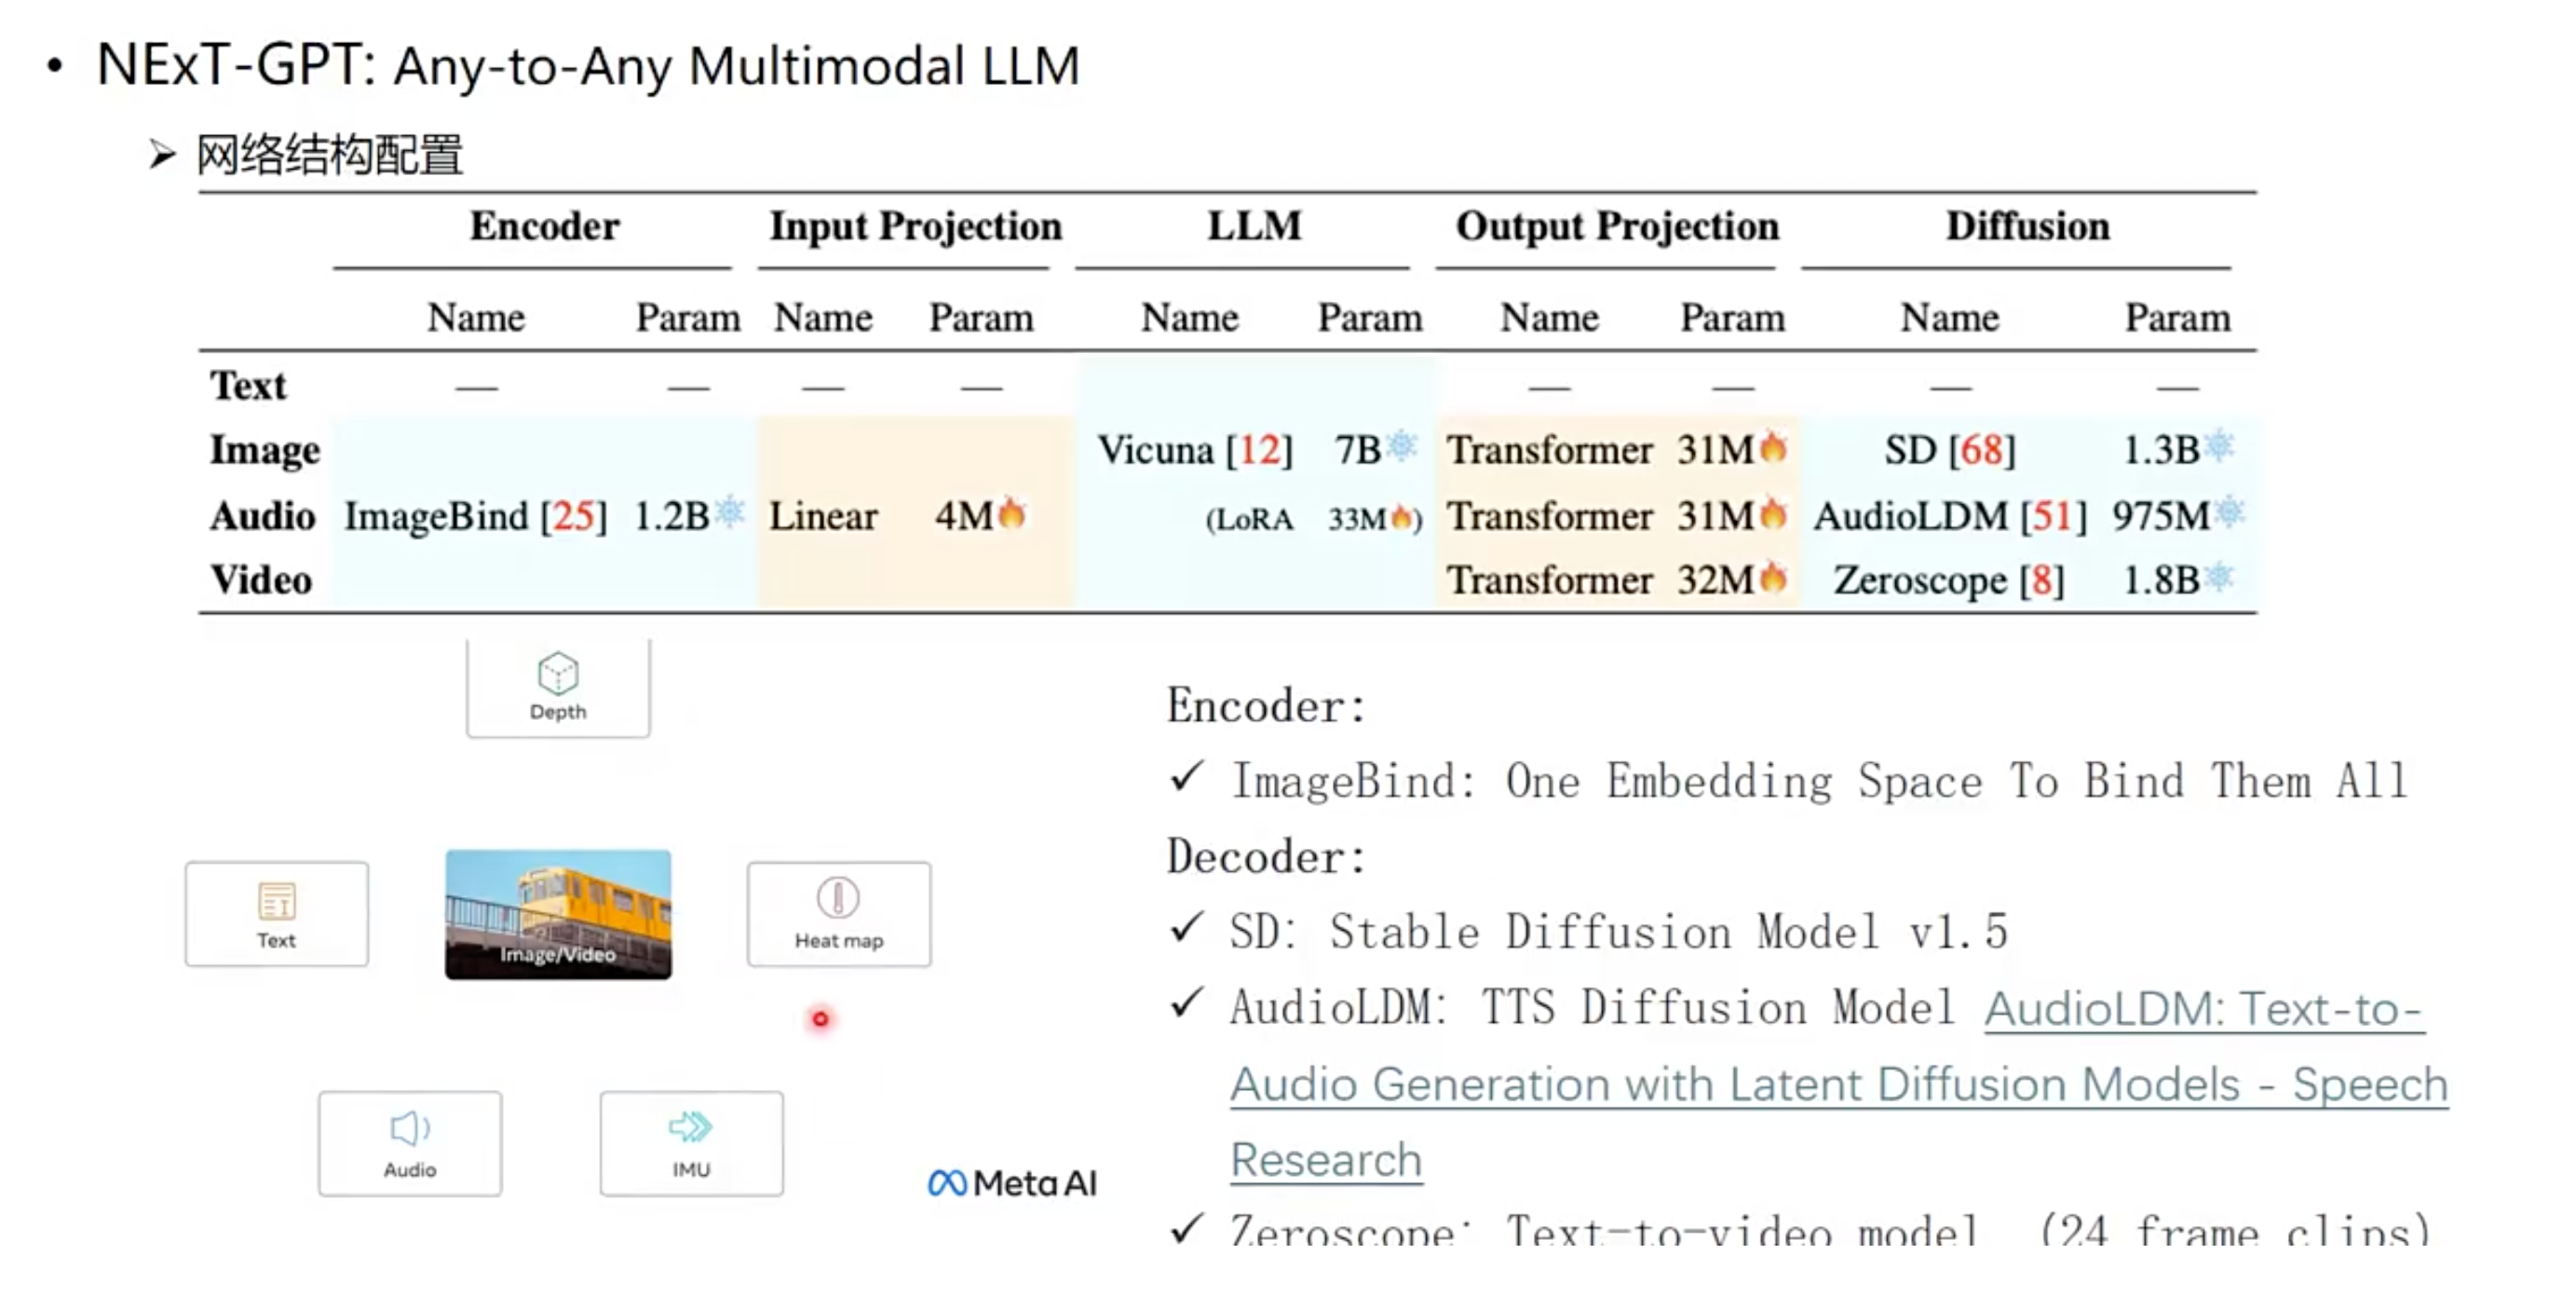 • NExT-GPT: Any-to-Any Multimodal LLM
➢ 网络结构配置
Encoder Input Projection LLM Output Projection Diffusion
Name Param Name Param Name Param Name Param Name Param
Text — — — — — — — —
Image Vicuna [12] 7B Transformer 31M SD [68] 1.3B
Audio ImageBind [25] 1.2B Linear 4M (LoRA 33M) Transformer 31M AudioLDM [51] 975M
Video Transformer 32M Zeroscope [8] 1.8B
Depth
Text
Image/Video
Heat map
Audio
IMU
Meta AI
Encoder:
✓ ImageBind: One Embedding Space To Bind Them All
Decoder:
✓ SD: Stable Diffusion Model v1.5
✓ AudioLDM: TTS Diffusion Model AudioLDM: Text-to-
Audio Generation with Latent Diffusion Models - Speech
Research
✓ Zeroscope: Text-to-video model (24 frame clips)